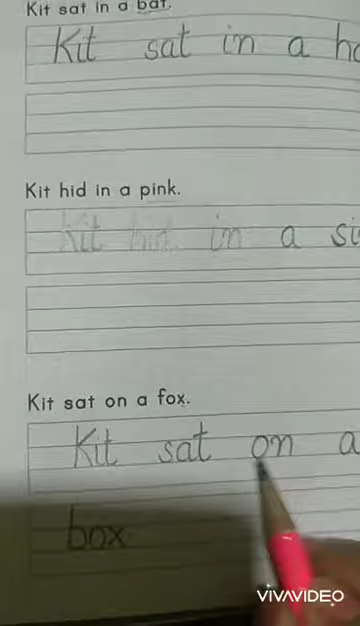 Kit sat in a bat.
Kit sat in a
Kit hid in a pink.
Kit hid in a
Kit sat on a fox.
Kit sat on a
box
VIVAVIDEO